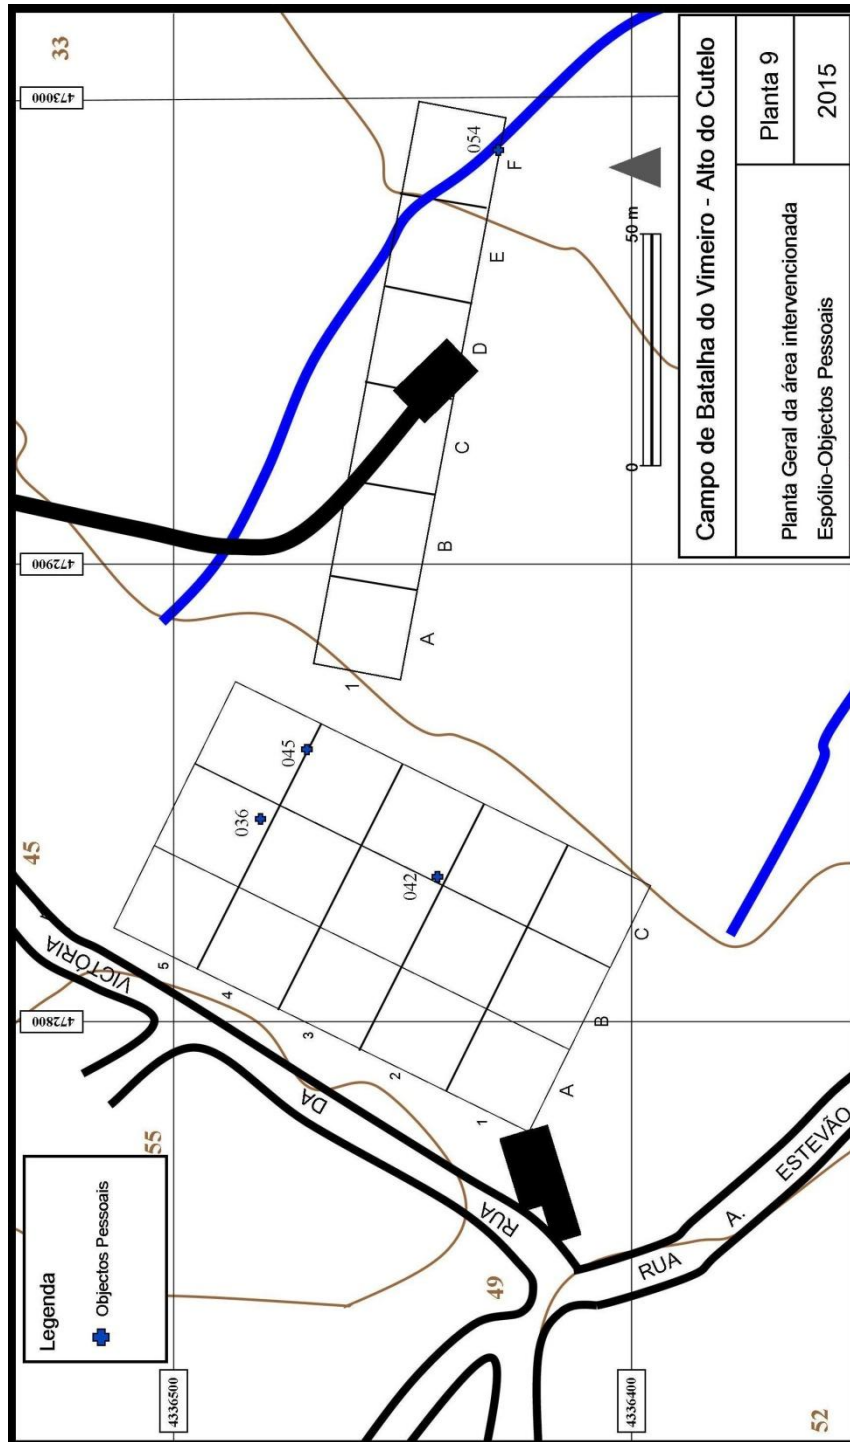 Campo de Batalha do Vimeiro - Alto do Cutelo
Planta Geral da área intervencionada
Espólio-Objectos Pessoais
Planta 9
2015
Legenda
Objectos Pessoais
4336500
4336400
472800
472900
473000
33
45
55
49
52
RUA
DA
VICTÓRIA
RUA
A.
ESTEVÃO
1
2
3
4
5
A
B
C
036
045
042
1
A
B
C
D
E
F
054
0
50 m